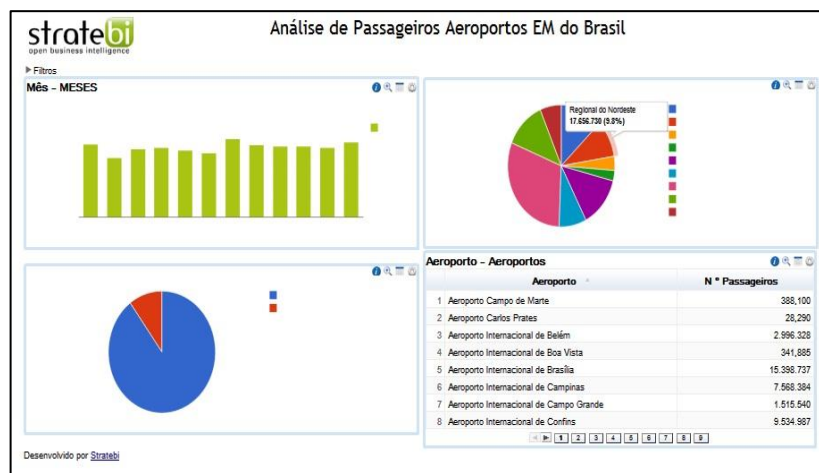 stratebi
open business intelligence
Análise de Passageiros Aeroportos EM do Brasil
Filtros
Mês - MESES
Regional do Nordeste
17.656.730 (9.8%)
Aeroporto - Aeroportos
Aeroporto N º Passageiros
1 Aeroporto Campo de Marte 388,100
2 Aeroporto Carlos Prates 28,290
3 Aeroporto Internacional de Belém 2.996.328
4 Aeroporto Internacional de Boa Vista 341,885
5 Aeroporto Internacional de Brasília 15.398.737
6 Aeroporto Internacional de Campinas 7.568.384
7 Aeroporto Internacional de Campo Grande 1.515.540
8 Aeroporto Internacional de Confins 9.534.987
1 2 3 4 5 6 7 8 9
Desenvolvido por Stratebi